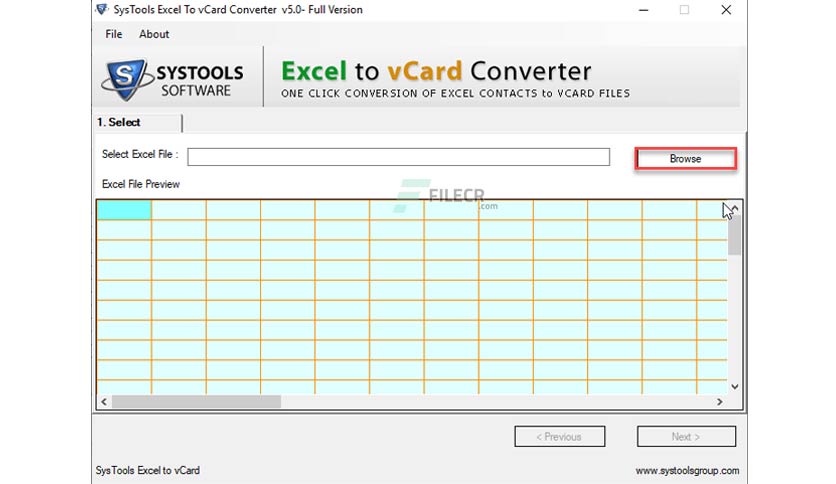 SysTools Excel To vCard Converter v5.0- Full Version
File About
SYSTOOLS
SOFTWARE
Excel to vCard Converter
ONE CLICK CONVERSION OF EXCEL CONTACTS to VCARD FILES
1. Select
Select Excel File :
Browse
Excel File Preview
FILECR
.com
< Previous
Next >
SysTools Excel to vCard
www.systoolsgroup.com